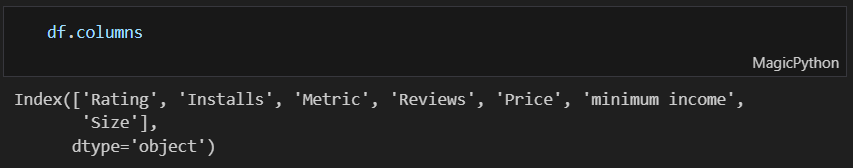 df.columns
MagicPython
Index(['Rating', 'Installs', 'Metric', 'Reviews', 'Price', 'minimum income',
'Size'],
dtype='object')